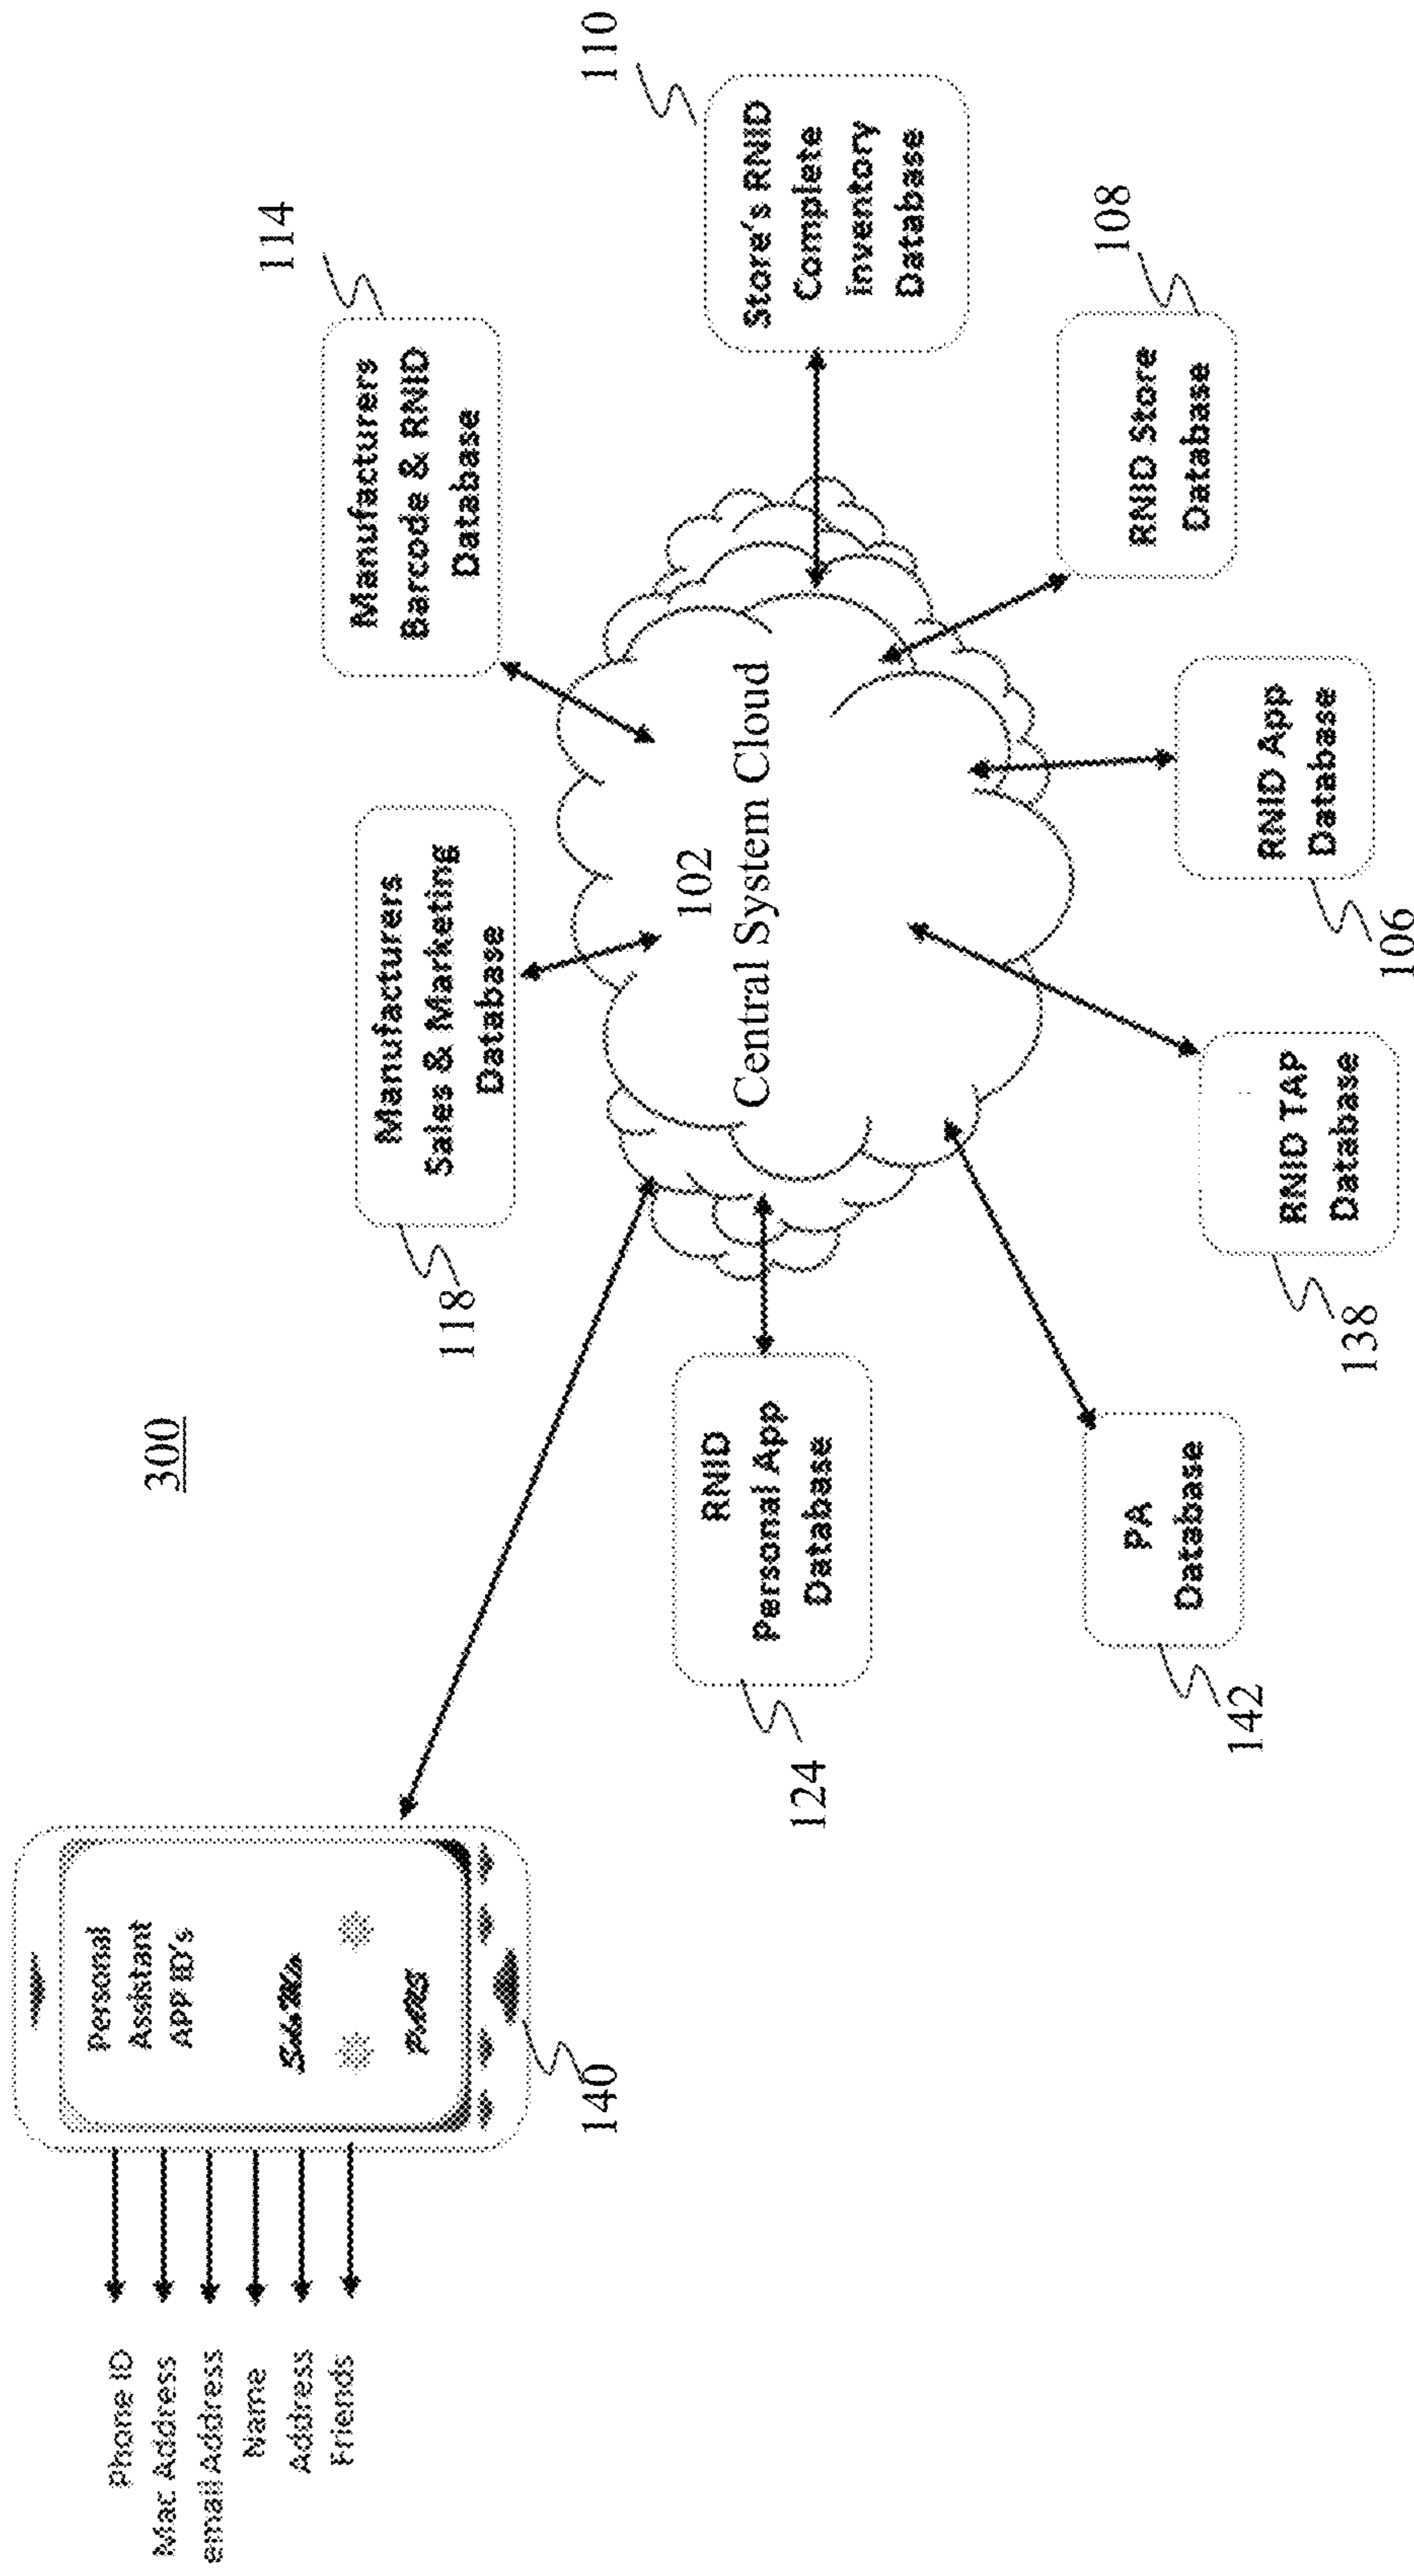 300
Phone ID
Mac Address
email Address
Name
Address
Friends
Personal
Assistant
APP ID's
140
118
Manufacturers
Sales & Marketing
Database
114
Manufacturers
Barcode & RNID
Database
110
Store's RNID
Complete
Inventory
Database
102
Central System Cloud
124
RNID
Personal App
Database
142
PA
Database
138
RNID TAP
Database
106
RNID App
Database
108
RNID Store
Database